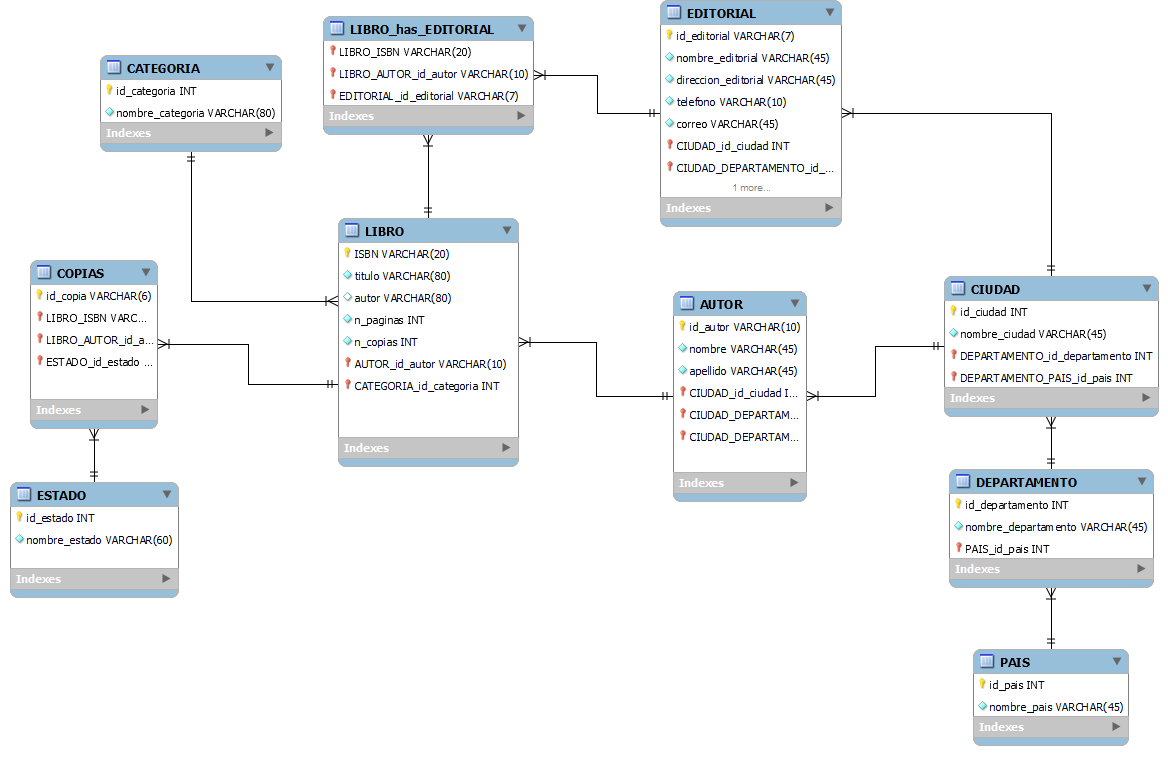 CATEGORIA
id_categoria INT
nombre_categoria VARCHAR(80)
Indexes
LIBRO_has_EDITORIAL
LIBRO_ISBN VARCHAR(20)
LIBRO_AUTOR_id_autor VARCHAR(10)
EDITORIAL_id_editorial VARCHAR(7)
Indexes
EDITORIAL
id_editorial VARCHAR(7)
nombre_editorial VARCHAR(45)
direccion_editorial VARCHAR(45)
telefono VARCHAR(10)
correo VARCHAR(45)
CIUDAD_id_ciudad INT
CIUDAD_DEPARTAMENTO_id_...
1 more...
Indexes
COPIAS
id_copia VARCHAR(6)
LIBRO_ISBN VARC...
LIBRO_AUTOR_id_a...
ESTADO_id_estado ...
Indexes
LIBRO
ISBN VARCHAR(20)
titulo VARCHAR(80)
autor VARCHAR(80)
n_paginas INT
n_copias INT
AUTOR_id_autor VARCHAR(10)
CATEGORIA_id_categoria INT
Indexes
AUTOR
id_autor VARCHAR(10)
nombre VARCHAR(45)
apellido VARCHAR(45)
CIUDAD_id_ciudad I...
CIUDAD_DEPARTAM...
CIUDAD_DEPARTAM...
Indexes
CIUDAD
id_ciudad INT
nombre_ciudad VARCHAR(45)
DEPARTAMENTO_id_departamento INT
DEPARTAMENTO_PAIS_id_pais INT
Indexes
ESTADO
id_estado INT
nombre_estado VARCHAR(60)
Indexes
DEPARTAMENTO
id_departamento INT
nombre_departamento VARCHAR(45)
PAIS_id_pais INT
Indexes
PAIS
id_pais INT
nombre_pais VARCHAR(45)
Indexes